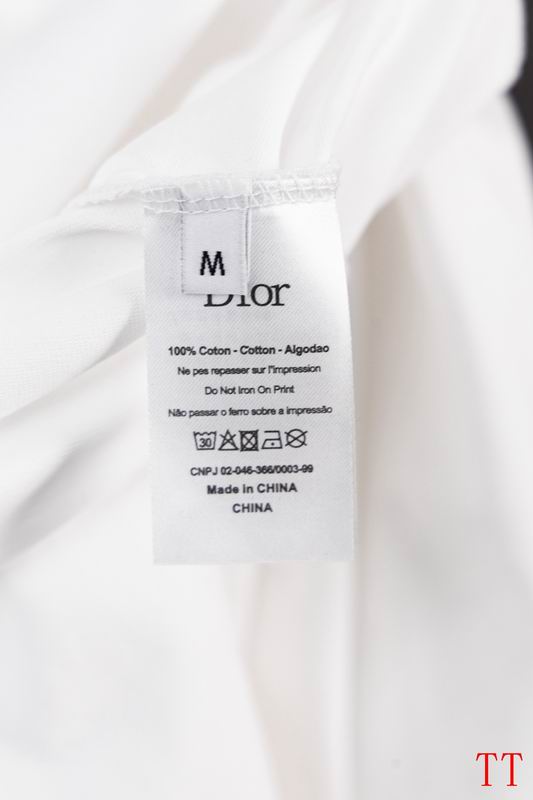 M
Dior
100% Coton - Cotton - Algodao
Ne pes repasser sur l'impression
Do Not Iron On Print
Não passar o ferro sobre a impressão
30
CNPJ 02-046-366/0003-99
Made in CHINA
CHINA
TT